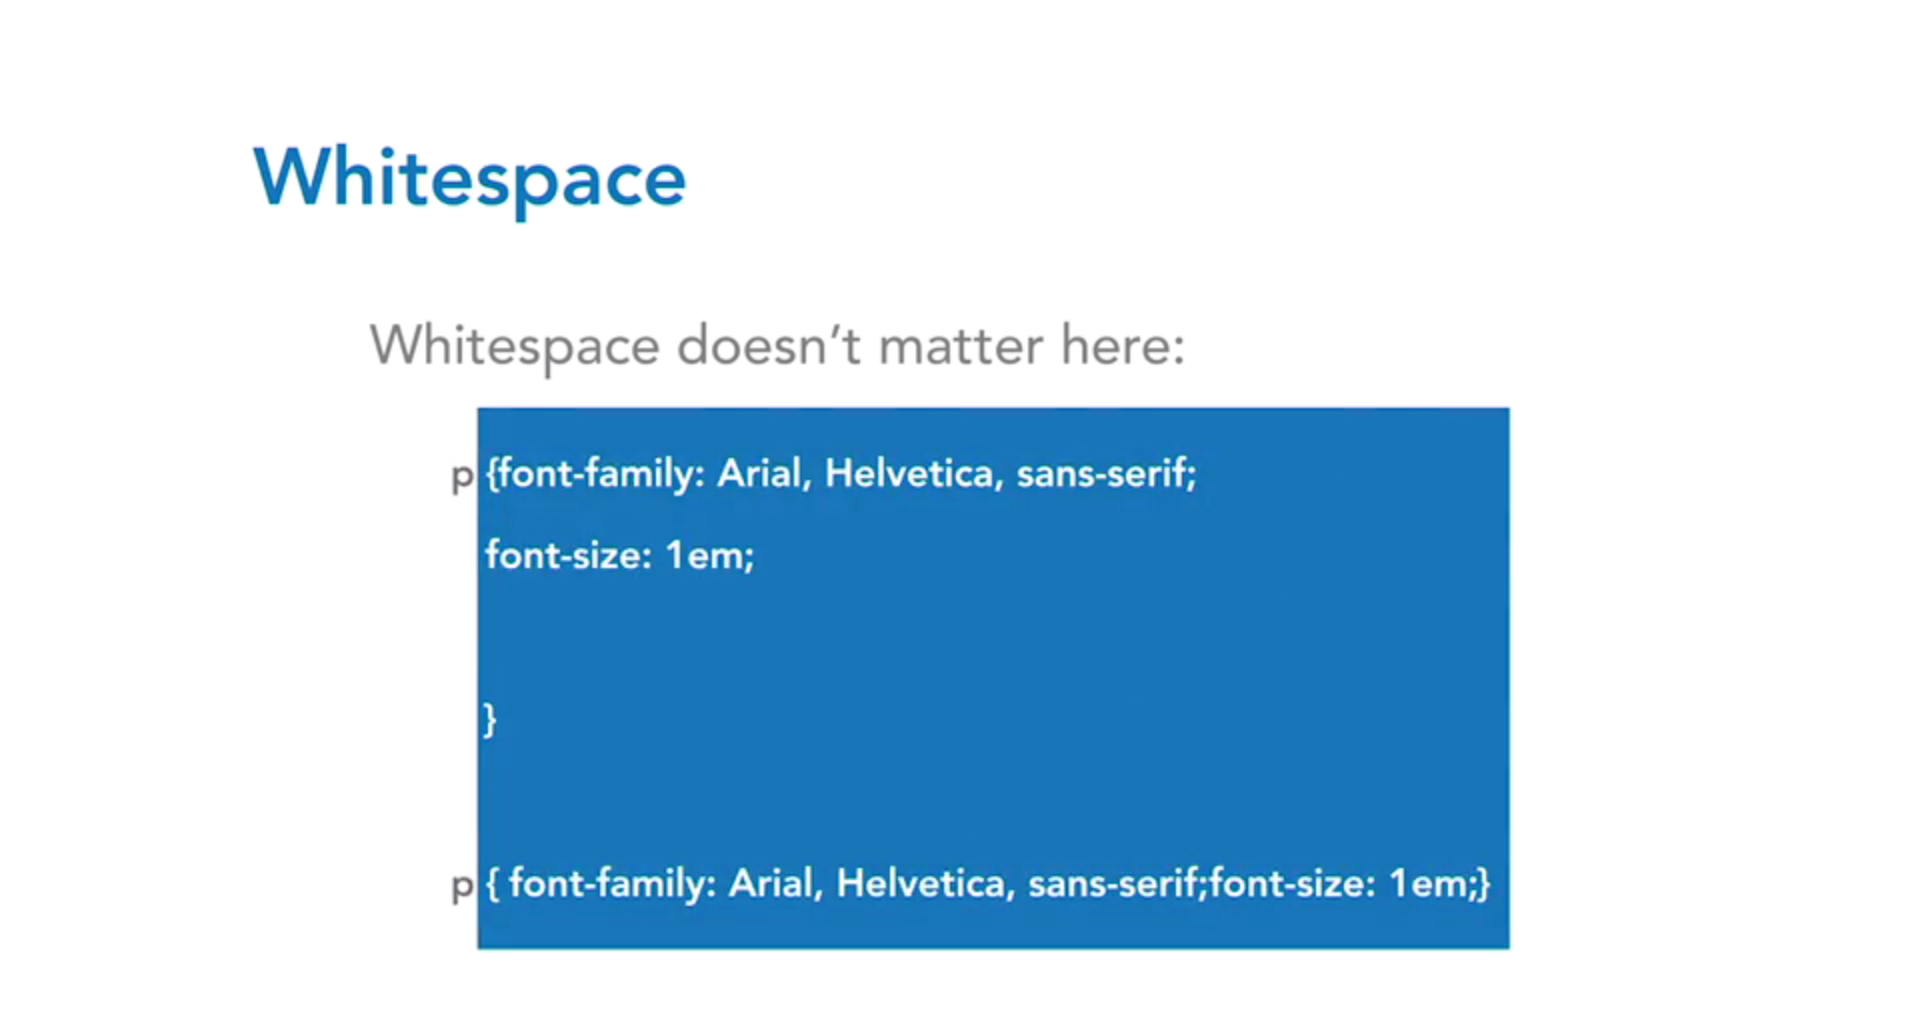 Whitespace
Whitespace doesn’t matter here:
p {font-family: Arial, Helvetica, sans-serif;
font-size: 1em;
}
p { font-family: Arial, Helvetica, sans-serif;font-size: 1em;}